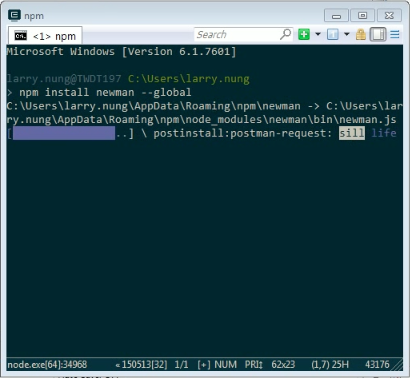 npm
<1> npm
Search
Microsoft Windows [Version 6.1.7601]
larry.nung@TWDT197 C:\Users\larry.nung
> npm install newman --global
C:\Users\larry.nung\AppData\Roaming\npm\newman -> C:\Users\lar
ry.nung\AppData\Roaming\npm\node_modules\newman\bin\newman.js
[ ..] \ postinstall:postman-request: sill life
node.exe[64]:34968 «150513[32] 1/1 [+] NUM PRI‡ 62x23 (1,7) 25H 43176